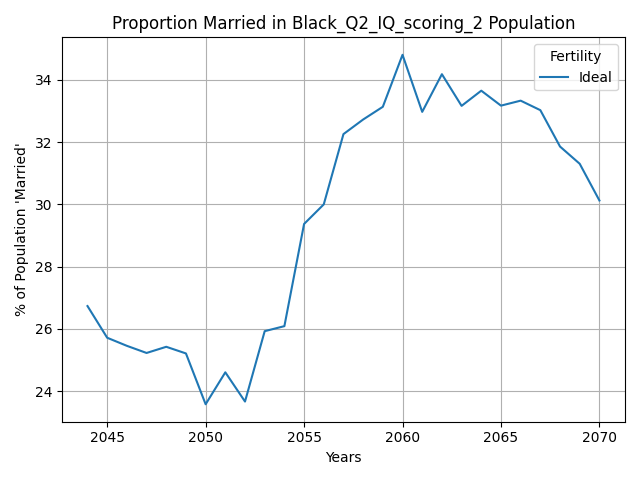 Proportion Married in Black_Q2_IQ_scoring_2 Population
Fertility
Ideal
% of Population 'Married'
34
32
30
28
26
24
2045 2050 2055 2060 2065 2070
Years